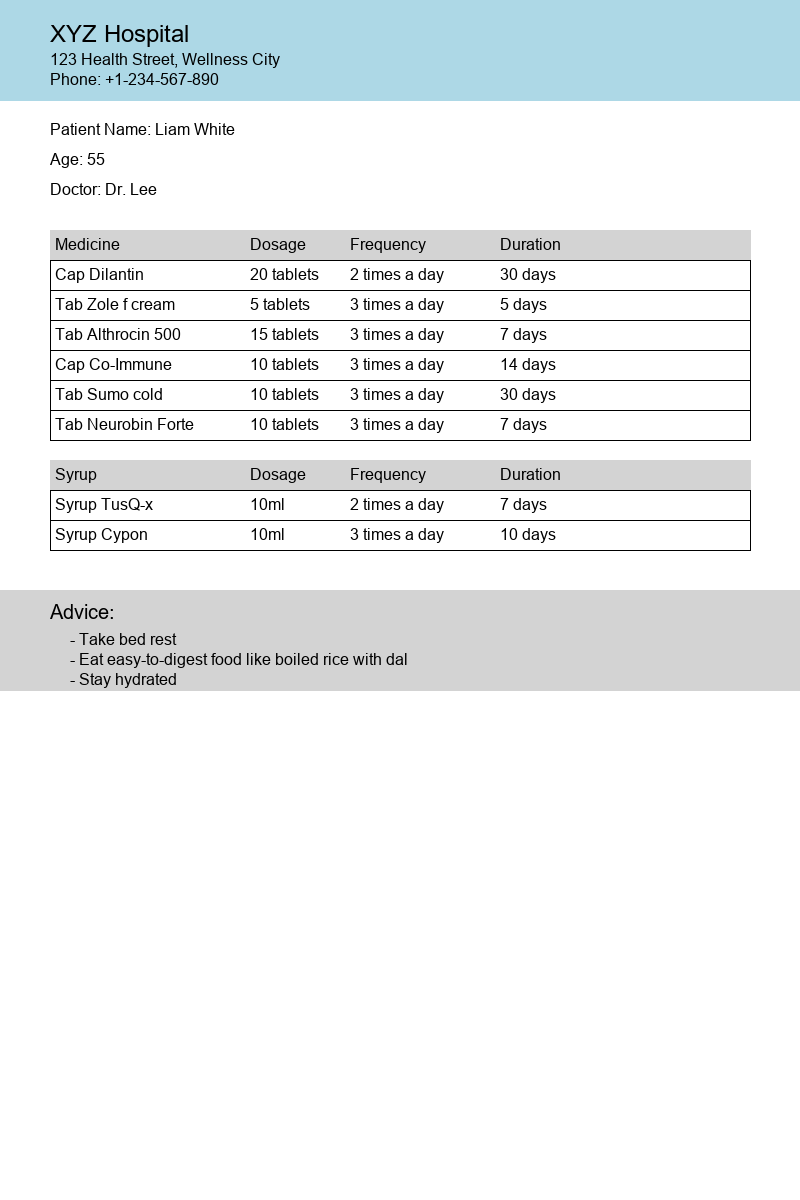 XYZ Hospital
123 Health Street, Wellness City
Phone: +1-234-567-890
Patient Name: Liam White
Age: 55
Doctor: Dr. Lee
Medicine Dosage Frequency Duration
Cap Dilantin 20 tablets 2 times a day 30 days
Tab Zole f cream 5 tablets 3 times a day 5 days
Tab Althrocin 500 15 tablets 3 times a day 7 days
Cap Co-Immune 10 tablets 3 times a day 14 days
Tab Sumo cold 10 tablets 3 times a day 30 days
Tab Neurobin Forte 10 tablets 3 times a day 7 days
Syrup Dosage Frequency Duration
Syrup TusQ-x 10ml 2 times a day 7 days
Syrup Cypon 10ml 3 times a day 10 days
Advice:
- Take bed rest
- Eat easy-to-digest food like boiled rice with dal
- Stay hydrated